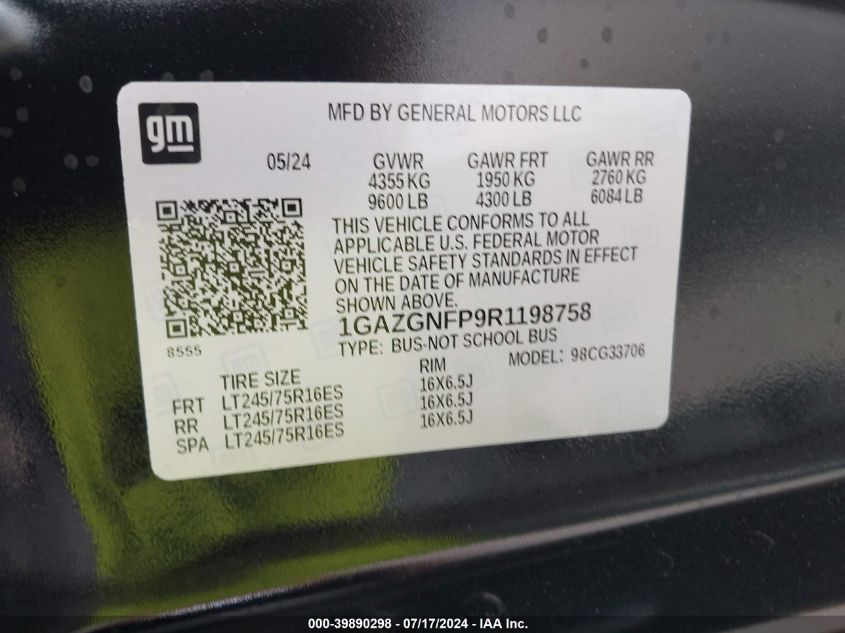 gm
MFD BY GENERAL MOTORS LLC
05/24 GVWR GAWR FRT GAWR RR
4355 KG 1950 KG 2760 KG
9600 LB 4300 LB 6084 LB
THIS VEHICLE CONFORMS TO ALL
APPLICABLE U.S. FEDERAL MOTOR
VEHICLE SAFETY STANDARDS IN EFFECT
ON THE DATE OF MANUFACTURE
SHOWN ABOVE.
1GAZGNFP9R1198758
8555
TYPE: BUS-NOT SCHOOL BUS
MODEL: 98CG33706
TIRE SIZE RIM
FRT LT245/75R16ES 16X6.5J
RR LT245/75R16ES 16X6.5J
SPA LT245/75R16ES 16X6.5J
000-39890298 - 07/17/2024 - IAA Inc.